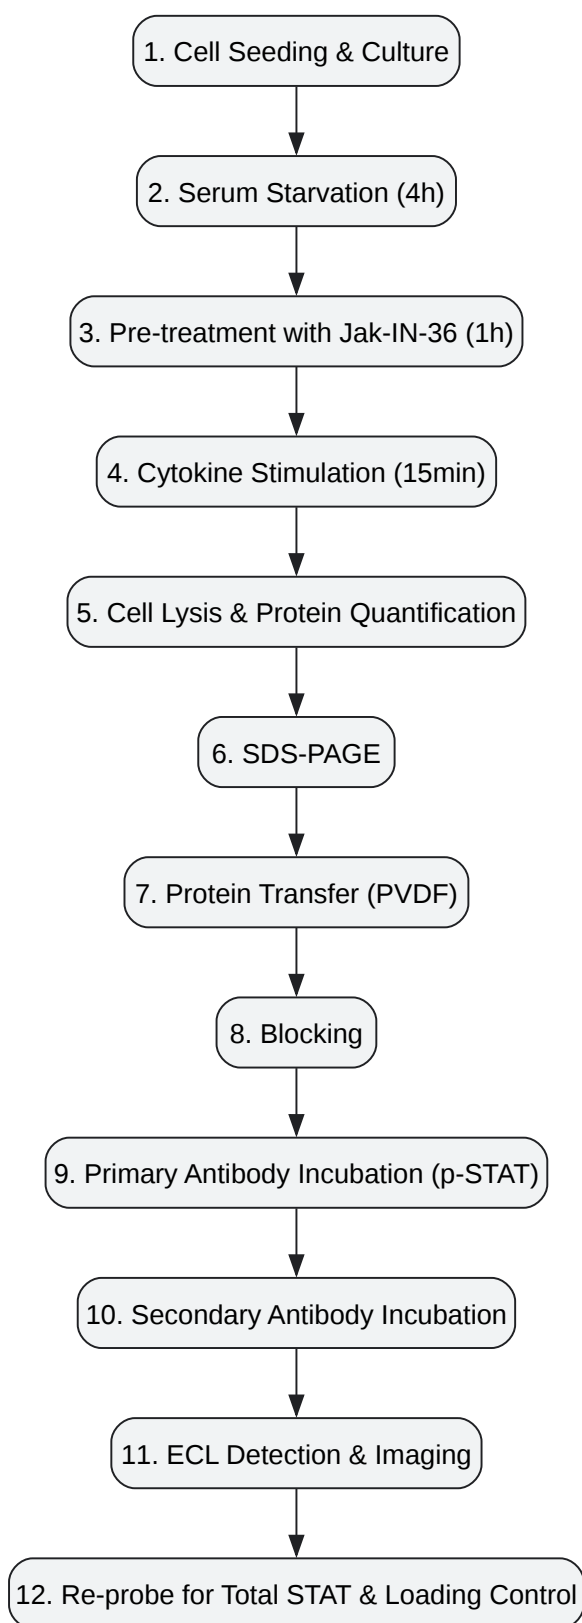 1. Cell Seeding & Culture
2. Serum Starvation (4h)
3. Pre-treatment with Jak-IN-36 (1h)
4. Cytokine Stimulation (15min)
5. Cell Lysis & Protein Quantification
6. SDS-PAGE
7. Protein Transfer (PVDF)
8. Blocking
9. Primary Antibody Incubation (p-STAT)
10. Secondary Antibody Incubation
11. ECL Detection & Imaging
12. Re-probe for Total STAT & Loading Control